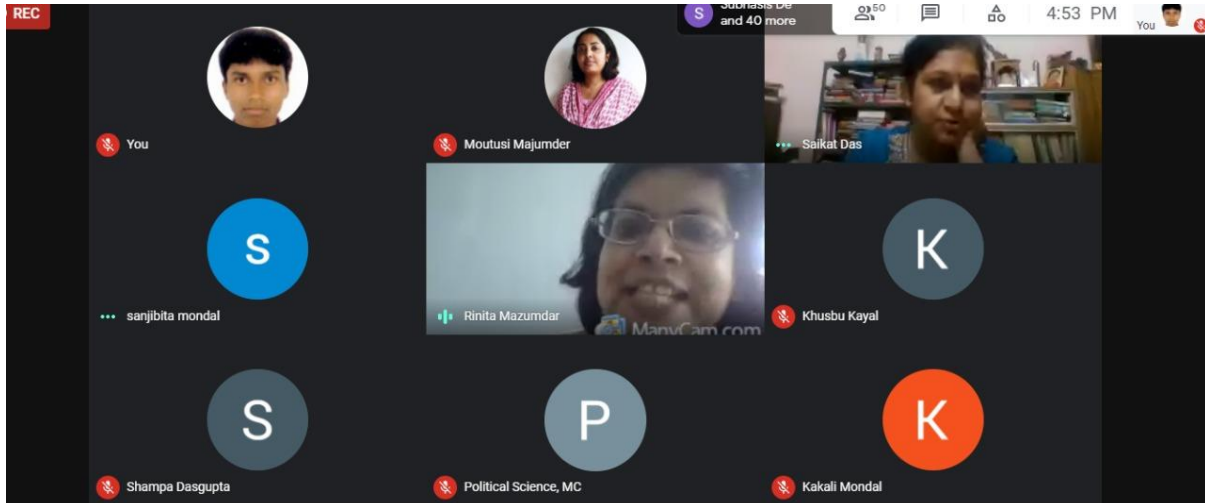 REC
S
Subhasis De
and 40 more
50
4:53 PM
You
You
Moutusi Majumder
Saikat Das
S
K
sanjibita mondal
Rinita Mazumdar
ManyCam.com
Khusbu Kayal
S
P
K
Shampa Dasgupta
Political Science, MC
Kakali Mondal